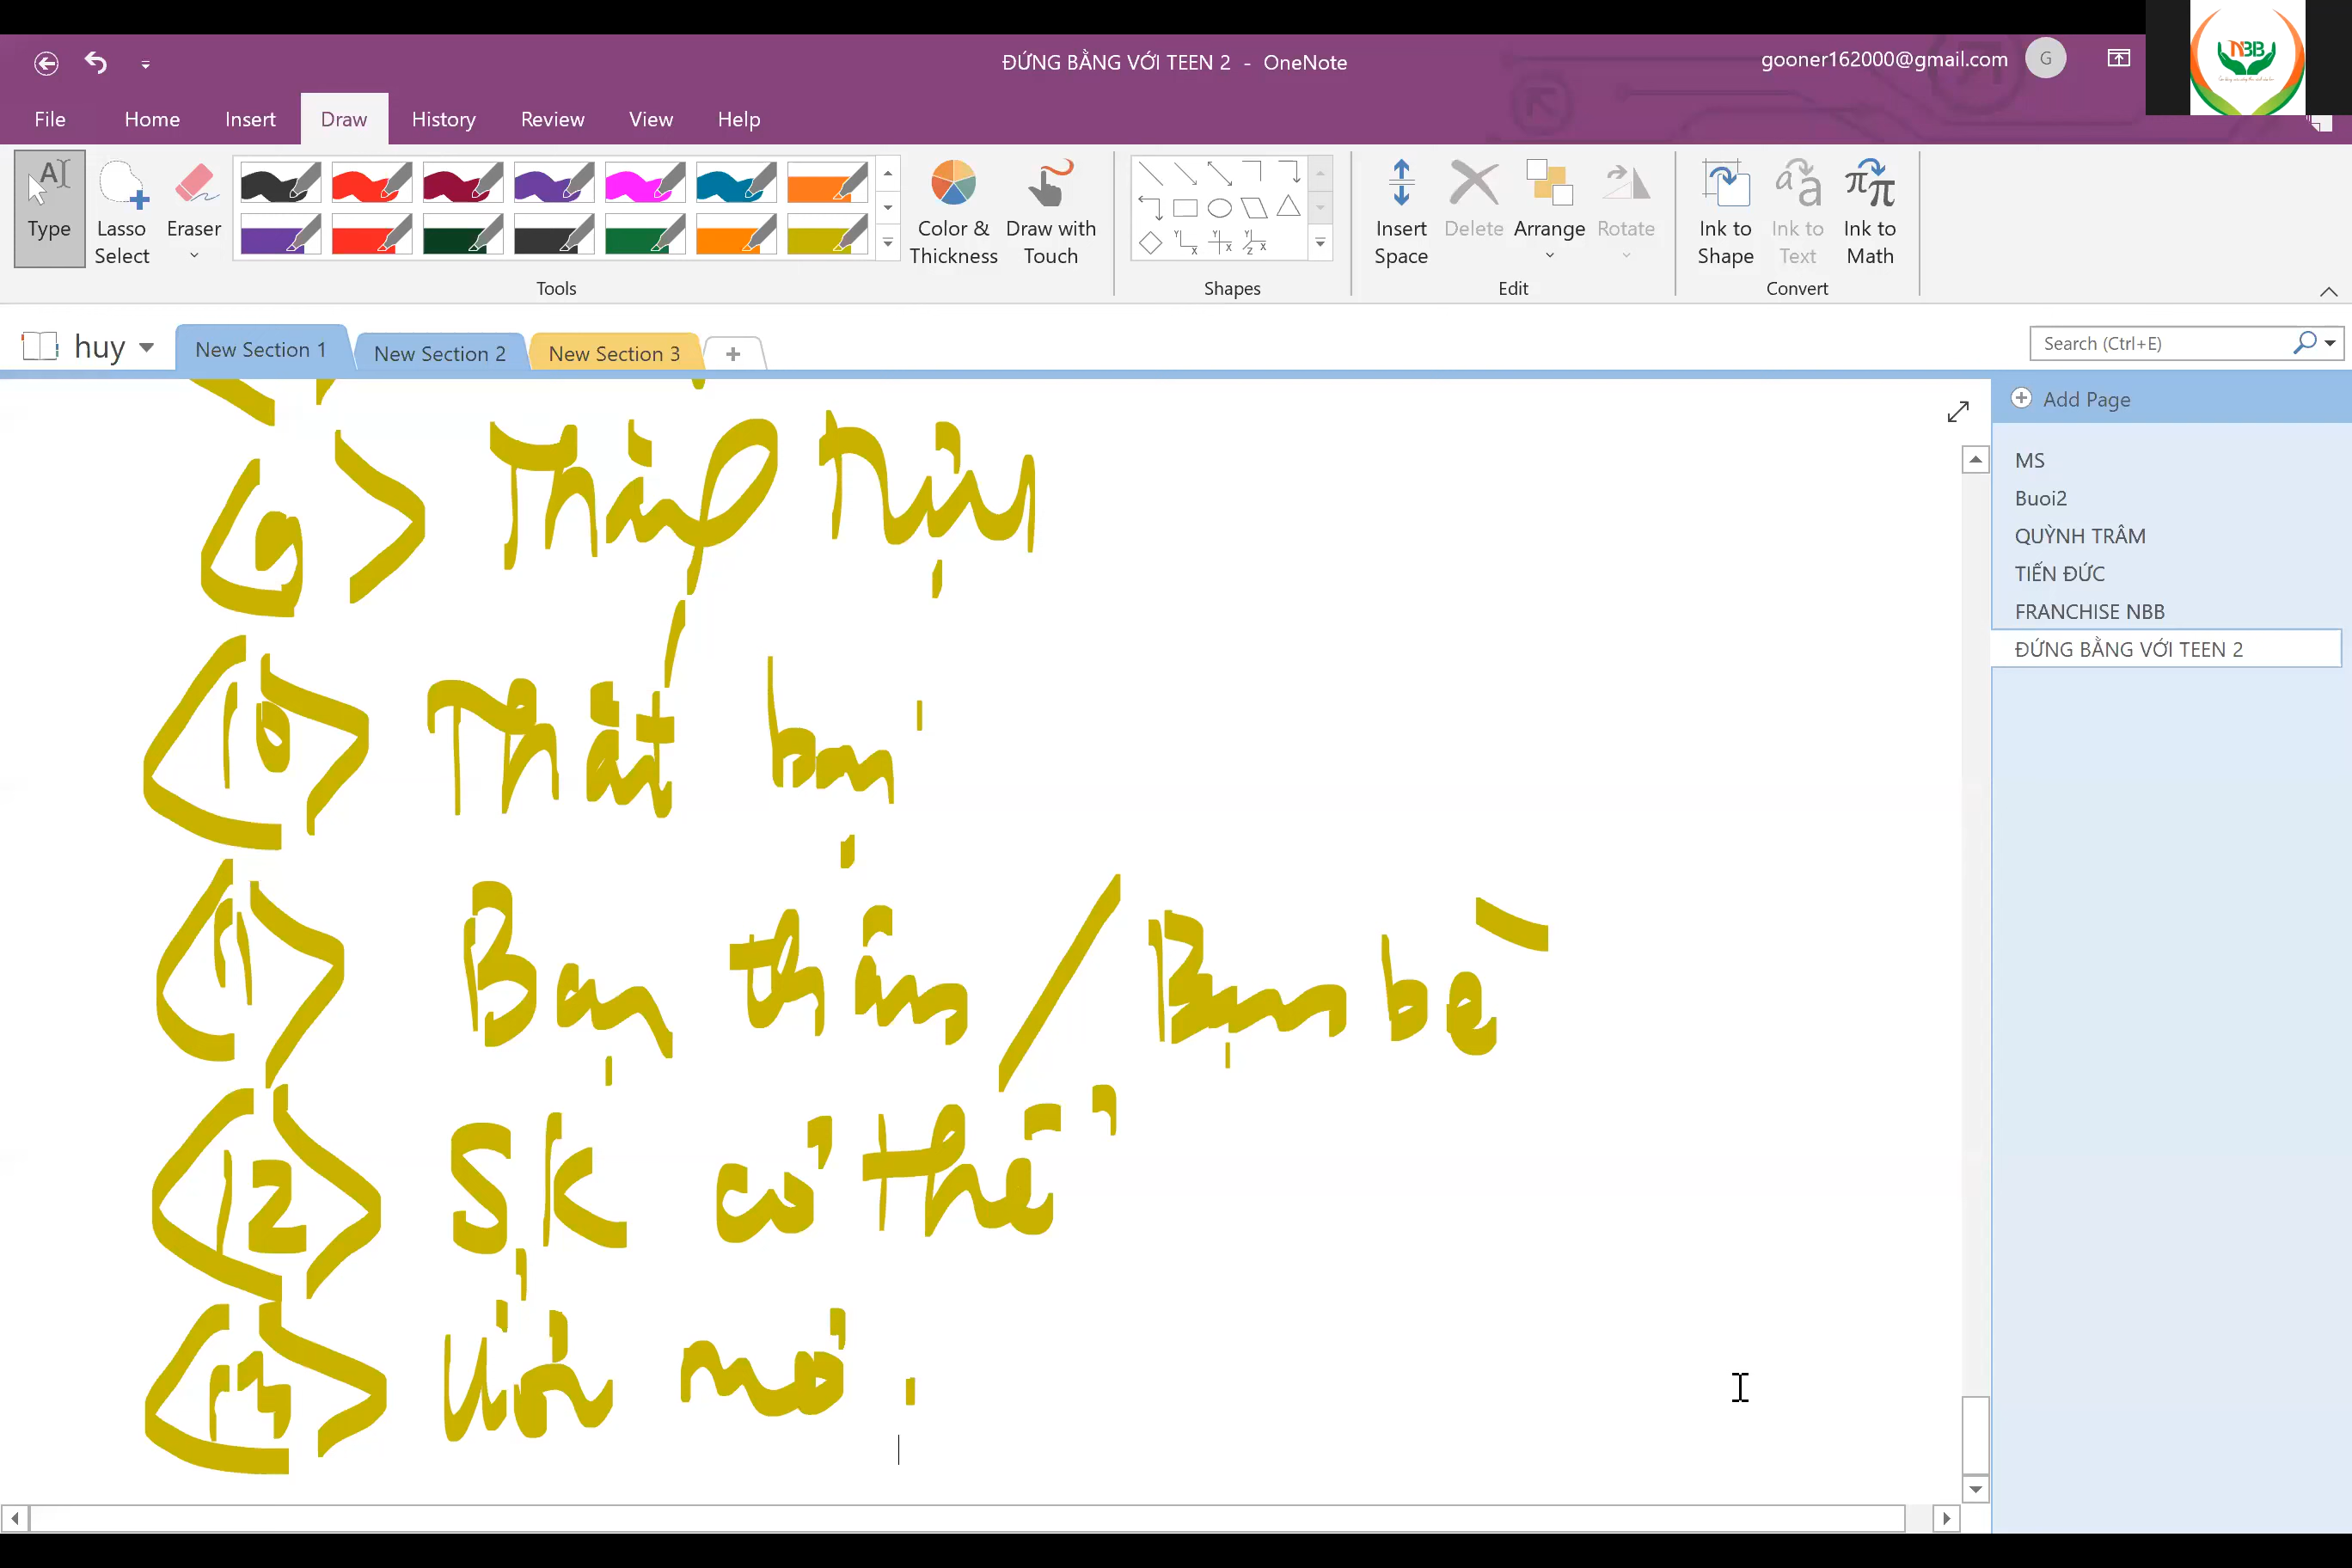 NBB
ĐỨNG BẰNG VỚI TEEN 2 - OneNote
gooner162000@gmail.com
G
File Home Insert Draw History Review View Help
Type
Lasso Select
Eraser
Color & Thickness
Draw with Touch
Insert Space
Delete
Arrange
Rotate
Ink to Shape
Ink to Text
Ink to Math
Tools Shapes Edit Convert
huy New Section 1 New Section 2 New Section 3
Search (Ctrl+E)
Add Page
MS
Buoi2
QUỲNH TRÂM
TIẾN ĐỨC
FRANCHISE NBB
ĐỨNG BẰNG VỚI TEEN 2
10 Thất bại
11 Bạn thân / Bạn bè
12 SK cơ thể
13 Ước mơ.